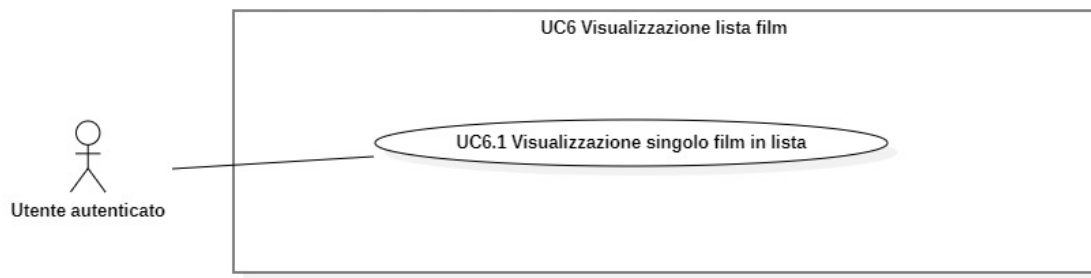 UC6 Visualizzazione lista film
UC6.1 Visualizzazione singolo film in lista
Utente autenticato